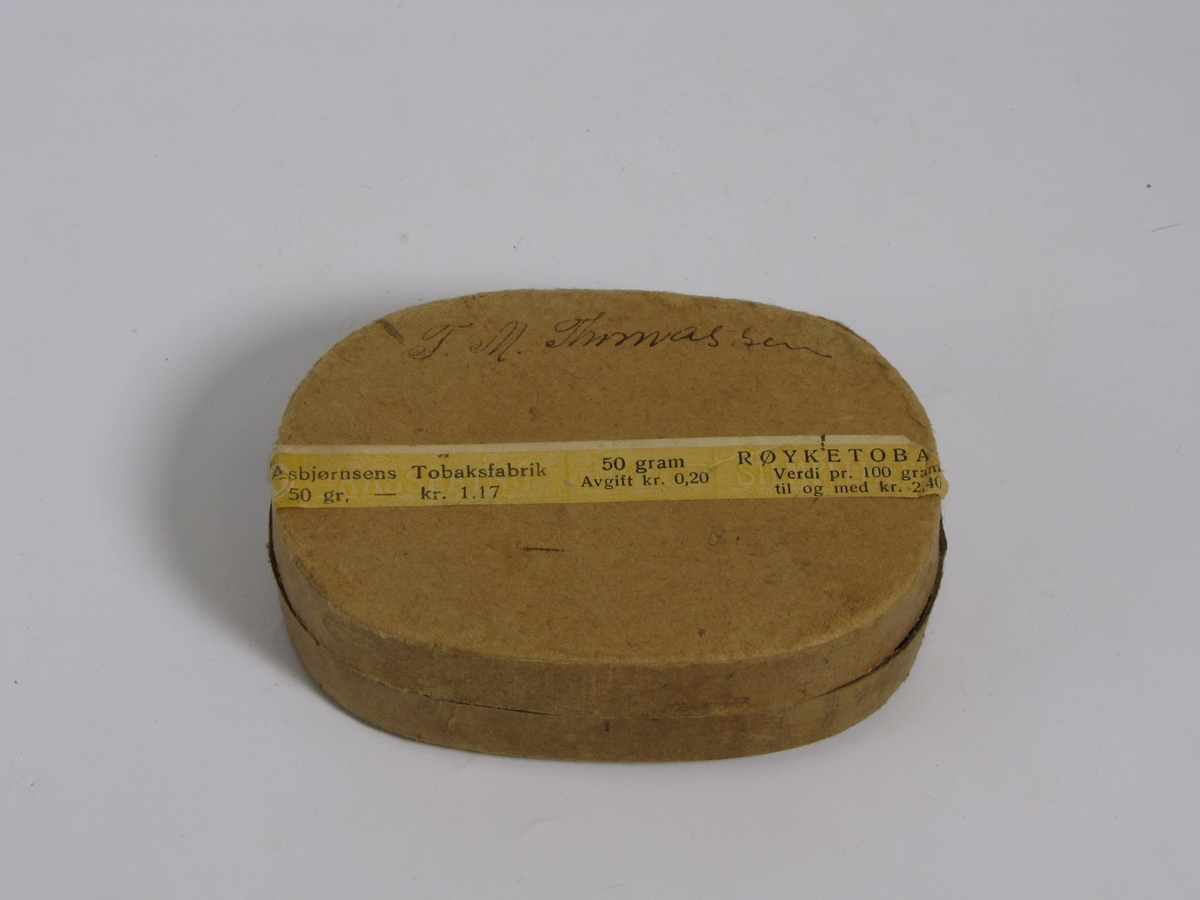 T. M. Thomassen
Asbjørnsens Tobaksfabrik
50 gr. — kr. 1.17
50 gram
Avgift kr. 0,20
RØYKETOBA
Verdi pr. 100 gram
til og med kr. 2,40